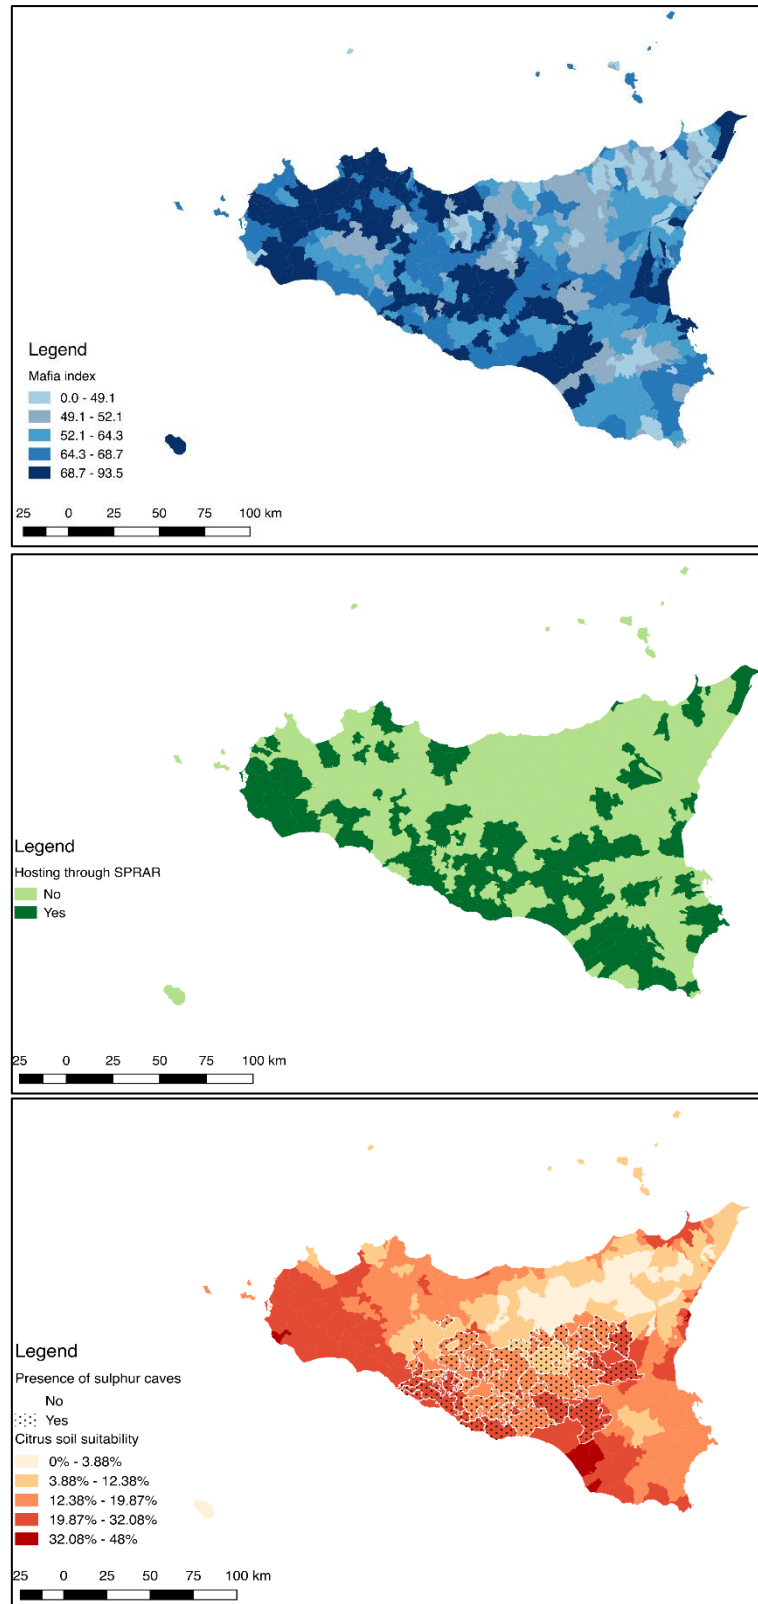 Legend
Mafia index
0.0 - 49.1
49.1 - 52.1
52.1 - 64.3
64.3 - 68.7
68.7 - 93.5
25 0 25 50 75 100 km
Legend
Hosting through SPRAR
No
Yes
25 0 25 50 75 100 km
Legend
Presence of sulphur caves
No
Yes
Citrus soil suitability
0% - 3.88%
3.88% - 12.38%
12.38% - 19.87%
19.87% - 32.08%
32.08% - 48%
25 0 25 50 75 100 km